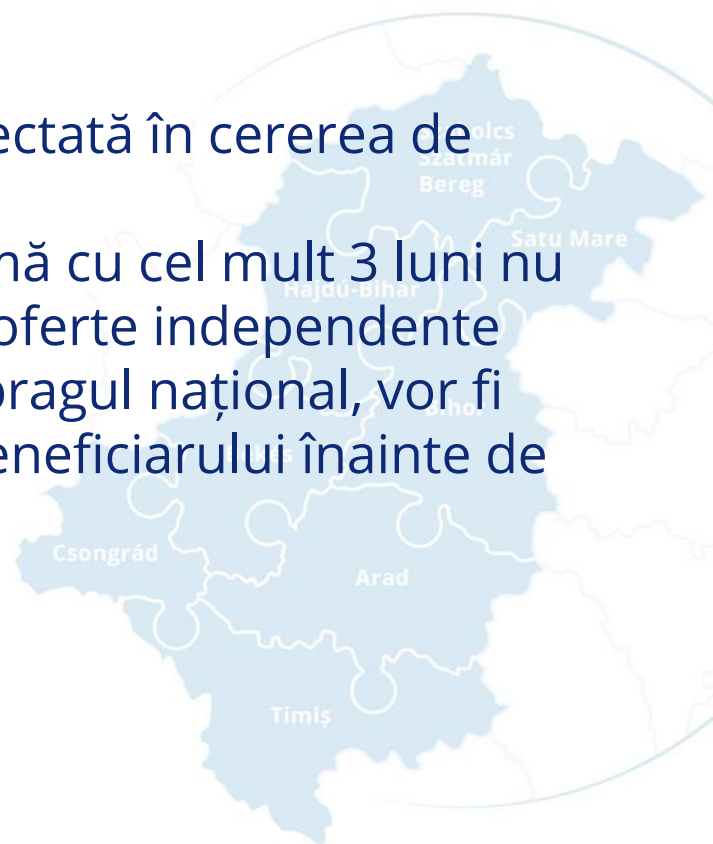 ectată în cererea de
Szatmár
Bereg
Satu Mare
nă cu cel mult 3 luni nu
Hajdú-Bihar
oferte independente
pragul național, vor fi
Bihor
eneficiarului înainte de
Csongrád
Arad
Timiș